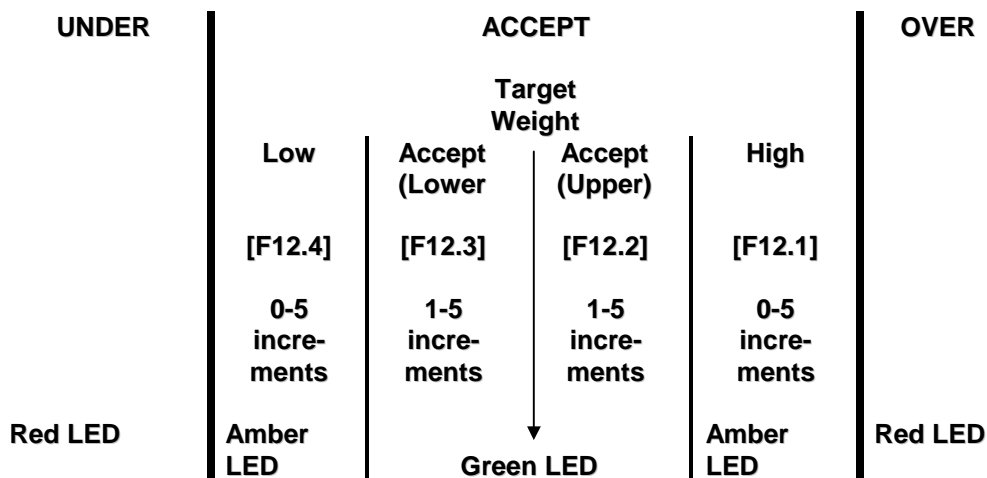 UNDER
ACCEPT
OVER
Target
Weight
Low
Accept
(Lower
Accept
(Upper)
High
[F12.4]
[F12.3]
[F12.2]
[F12.1]
0-5
incre-
ments
1-5
incre-
ments
1-5
incre-
ments
0-5
incre-
ments
Red LED
Amber
LED
Green LED
Amber
LED
Red LED